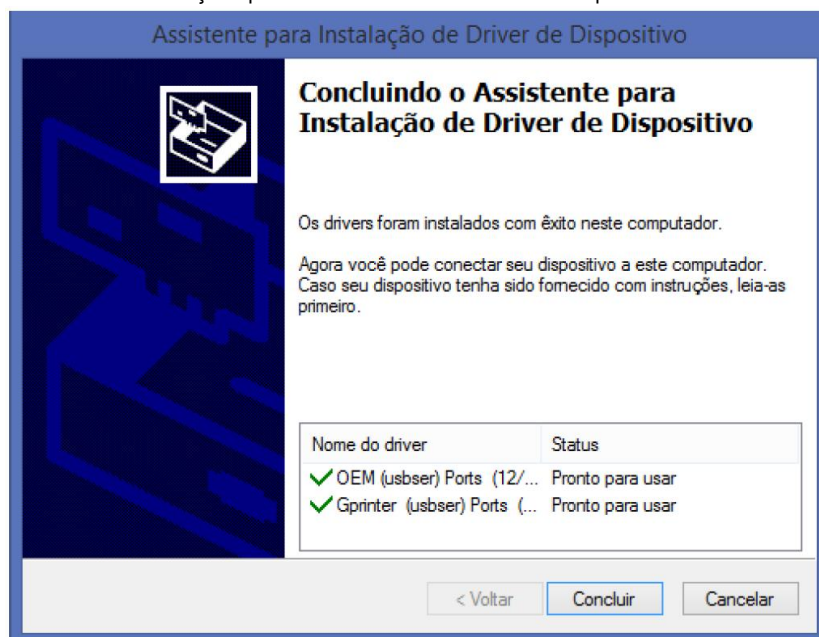 Assistente para Instalação de Driver de Dispositivo
Concluindo o Assistente para
Instalação de Driver de Dispositivo
Os drivers foram instalados com êxito neste computador.
Agora você pode conectar seu dispositivo a este computador.
Caso seu dispositivo tenha sido fornecido com instruções, leia-as
primeiro.
Nome do driver Status
OEM (usbser) Ports (12/... Pronto para usar
Gprinter (usbser) Ports (... Pronto para usar
< Voltar Concluir Cancelar